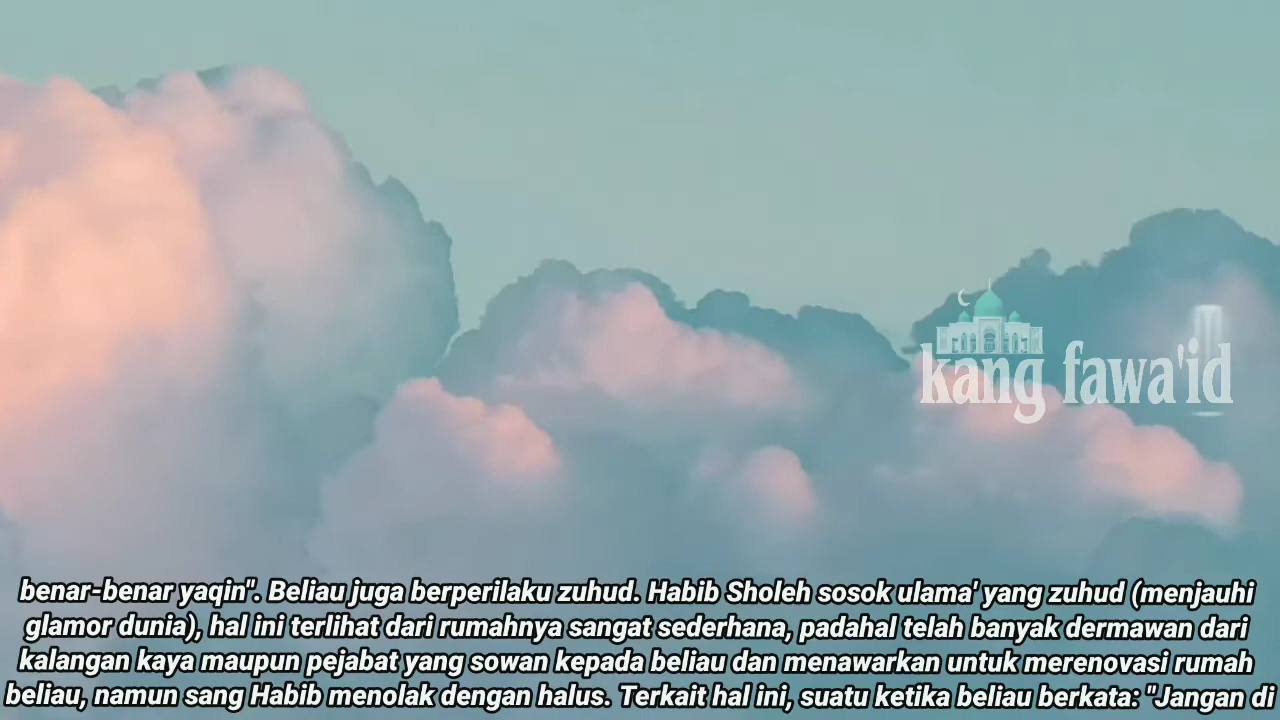 kang fawa'id
benar-benar yaqin". Beliau juga berperilaku zuhud. Habib Sholeh sosok ulama' yang zuhud (menjauhi
glamor dunia), hal ini terlihat dari rumahnya sangat sederhana, padahal telah banyak dermawan dari
kalangan kaya maupun pejabat yang sowan kepada beliau dan menawarkan untuk merenovasi rumah
beliau, namun sang Habib menolak dengan halus. Terkait hal ini, suatu ketika beliau berkata: "Jangan di